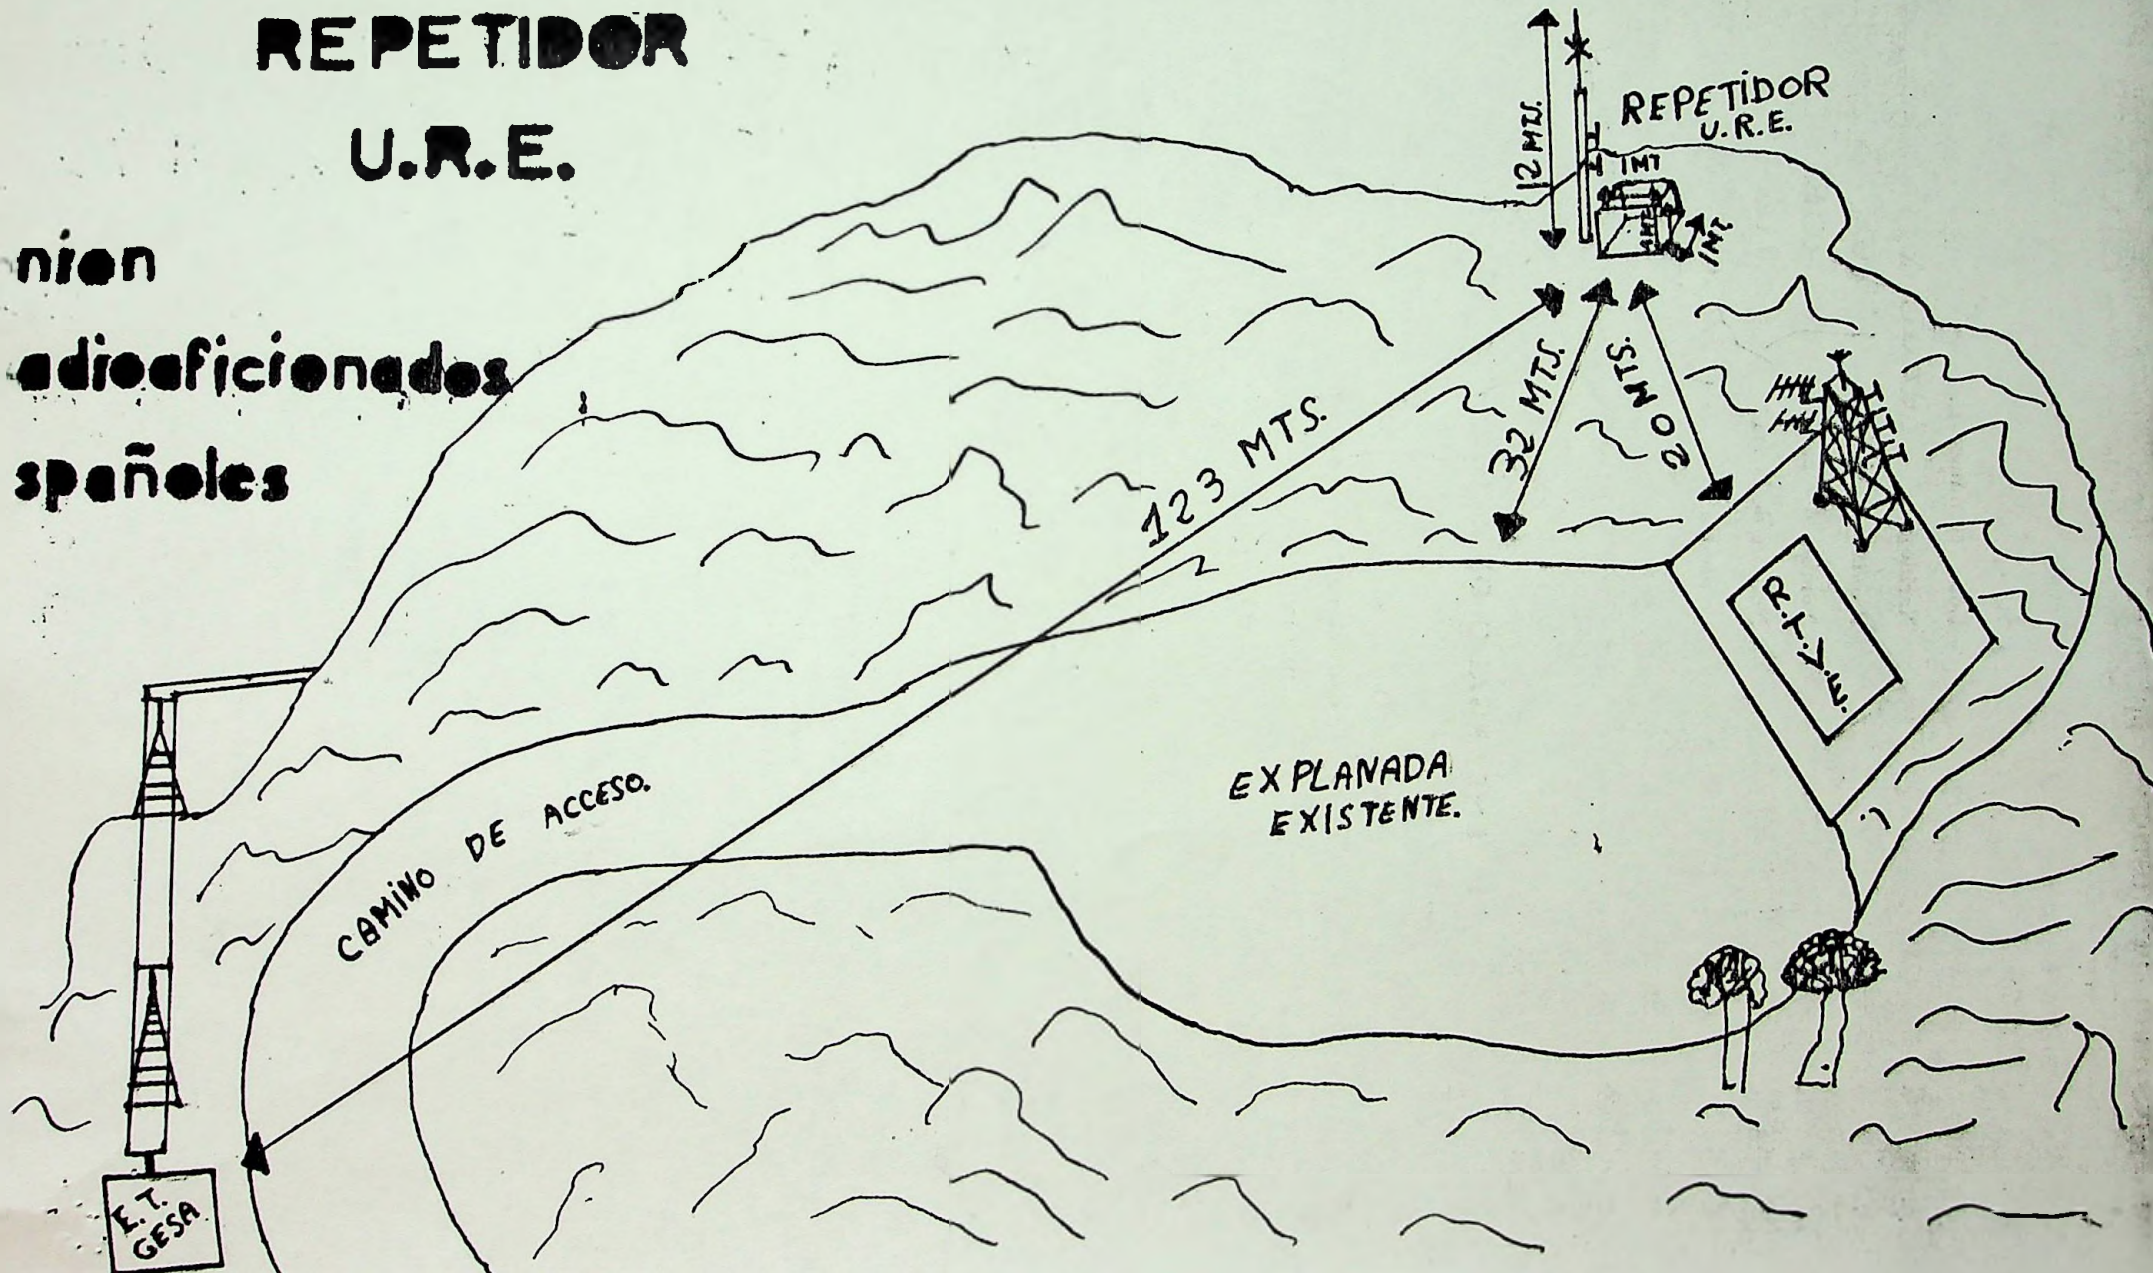 REPETIDOR
U.R.E.
nion
adioaficionados
spañoles
12 MTS.
REPETIDOR
U.R.E.
1MT
1MT
1MT
123 MTS.
32 MTS.
20 MTS.
R.T.V.E.
EXPLANADA
EXISTENTE.
CAMINO DE ACCESO.
E.T.
GESA